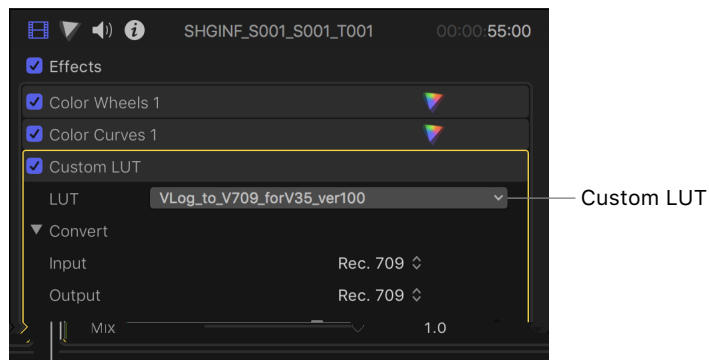 SHGINF_S001_S001_T001 00:00:55:00
Effects
Color Wheels 1
Color Curves 1
Custom LUT
LUT VLog_to_V709_forV35_ver100 Custom LUT
Convert
Input Rec. 709
Output Rec. 709
Mix 1.0